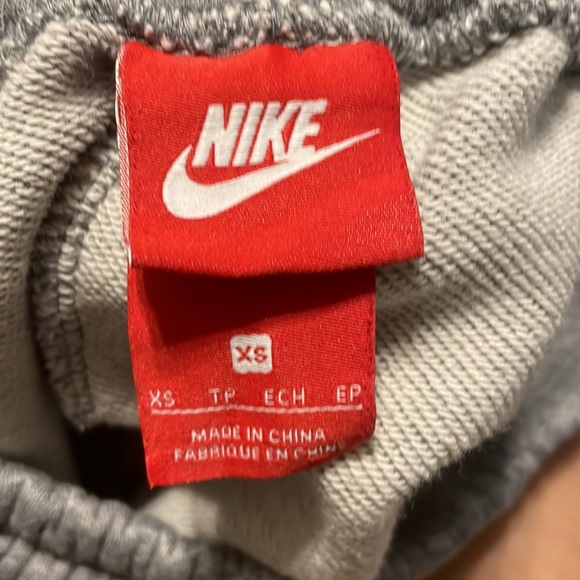 NIKE
XS
XS TP ECH EP
MADE IN CHINA
FABRIQUE EN CHINE